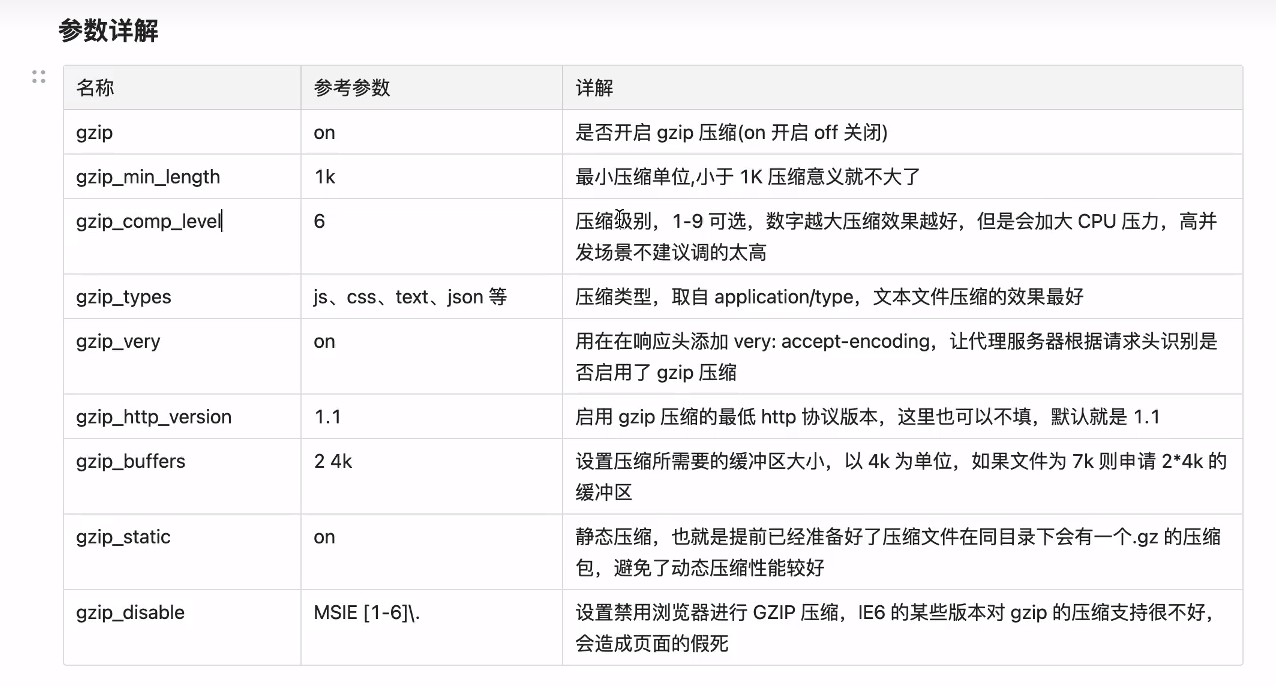 参数详解
名称 参考参数 详解
gzip on 是否开启 gzip 压缩(on 开启 off 关闭)
gzip_min_length 1k 最小压缩单位,小于 1K 压缩意义就不大了
gzip_comp_level 6 压缩级别，1-9 可选，数字越大压缩效果越好，但是会加大 CPU 压力，高并
发场景不建议调的太高
gzip_types js、css、text、json 等 压缩类型，取自 application/type，文本文件压缩的效果最好
gzip_very on 用在在响应头添加 very: accept-encoding，让代理服务器根据请求头识别是
否启用了 gzip 压缩
gzip_http_version 1.1 启用 gzip 压缩的最低 http 协议版本，这里也可以不填，默认就是 1.1
gzip_buffers 2 4k 设置压缩所需要的缓冲区大小，以 4k 为单位，如果文件为 7k 则申请 2*4k 的
缓冲区
gzip_static on 静态压缩，也就是提前已经准备好了压缩文件在同目录下会有一个.gz 的压缩
包，避免了动态压缩性能较好
gzip_disable MSIE [1-6]\. 设置禁用浏览器进行 GZIP 压缩，IE6 的某些版本对 gzip 的压缩支持很不好，
会造成页面的假死